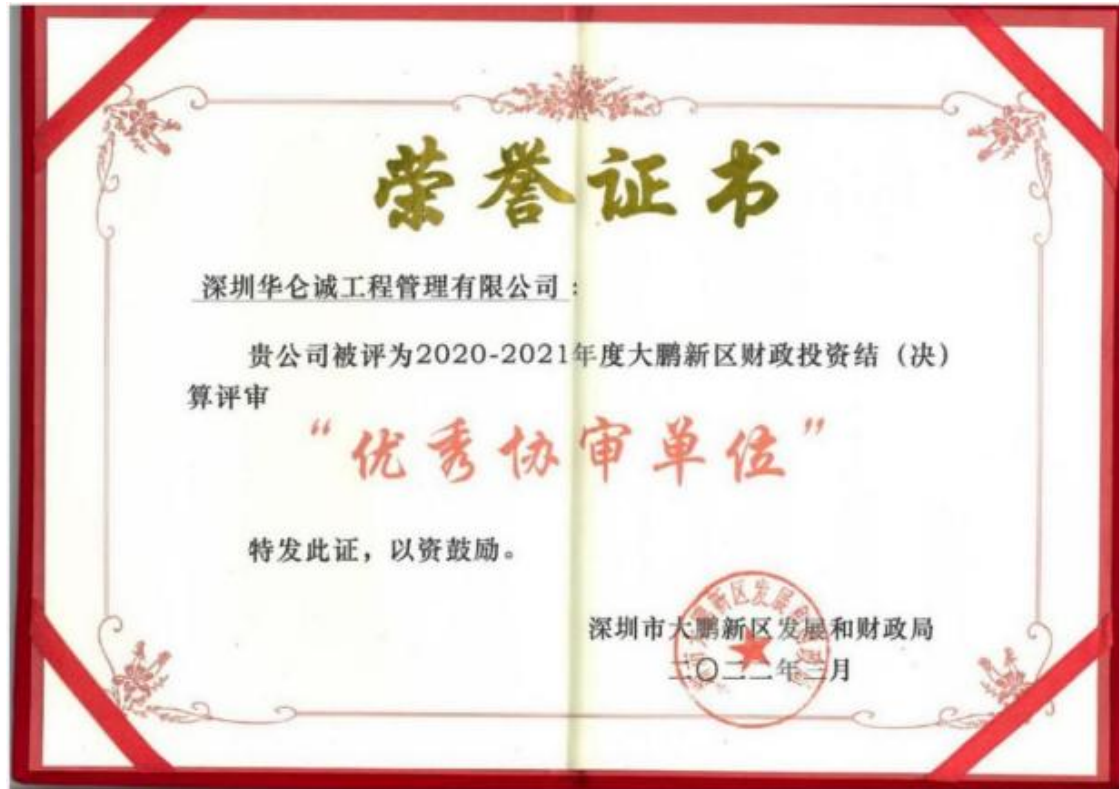 荣誉证书
深圳华仑诚工程管理有限公司：
贵公司被评为2020-2021年度大鹏新区财政投资结（决）
算评审
“优秀协审单位”
特发此证，以资鼓励。
深圳市大鹏新区发展和财政局
二〇二二年三月